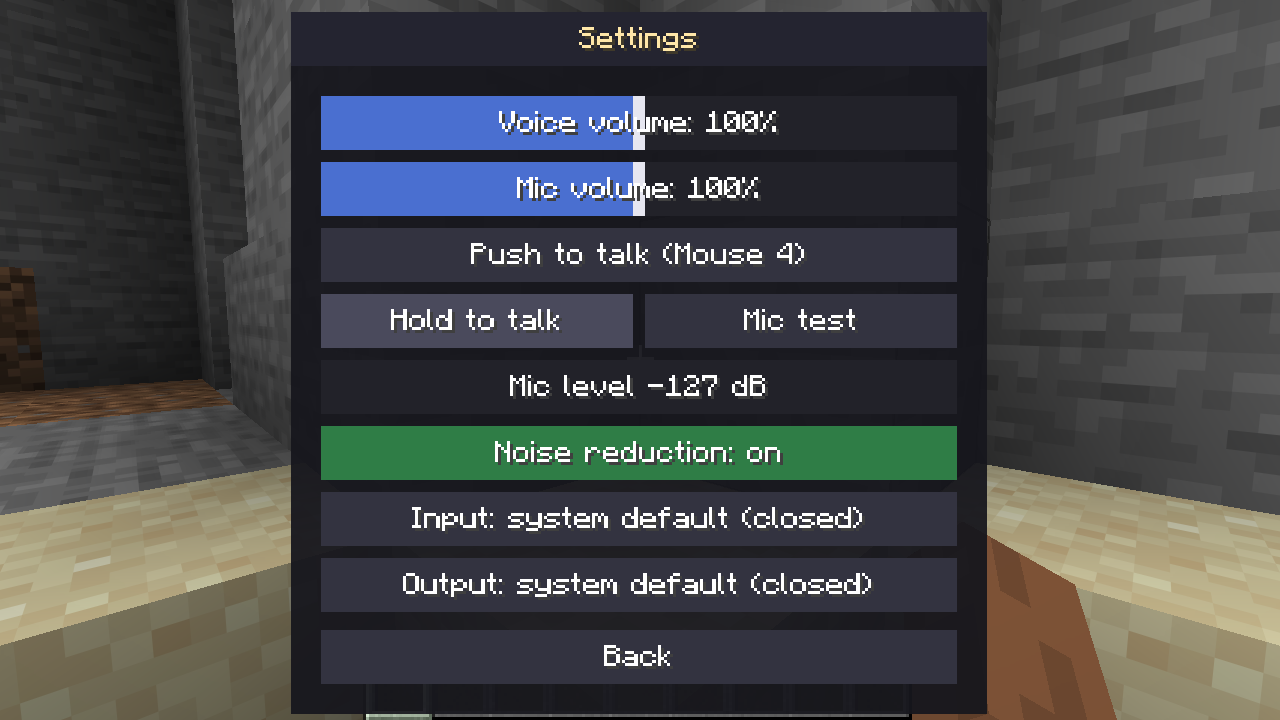 Settings
Voice volume: 100%
Mic volume: 100%
Push to talk (Mouse 4)
Hold to talk
Mic test
Mic level -127 dB
Noise reduction: on
Input: system default (closed)
Output: system default (closed)
Back